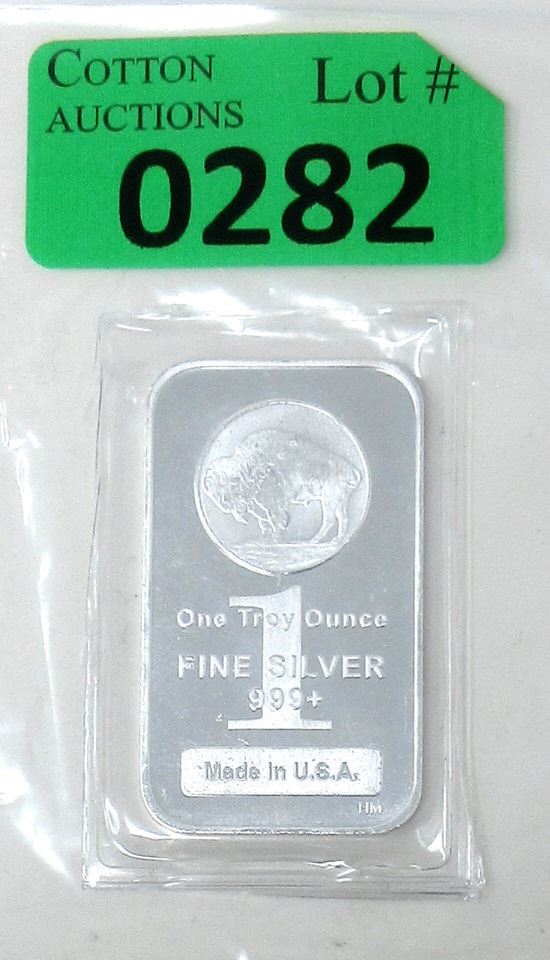 COTTON
AUCTIONS
Lot #
0282
One Troy Ounce
FINE SILVER
999+
1
Made in U.S.A.
HM